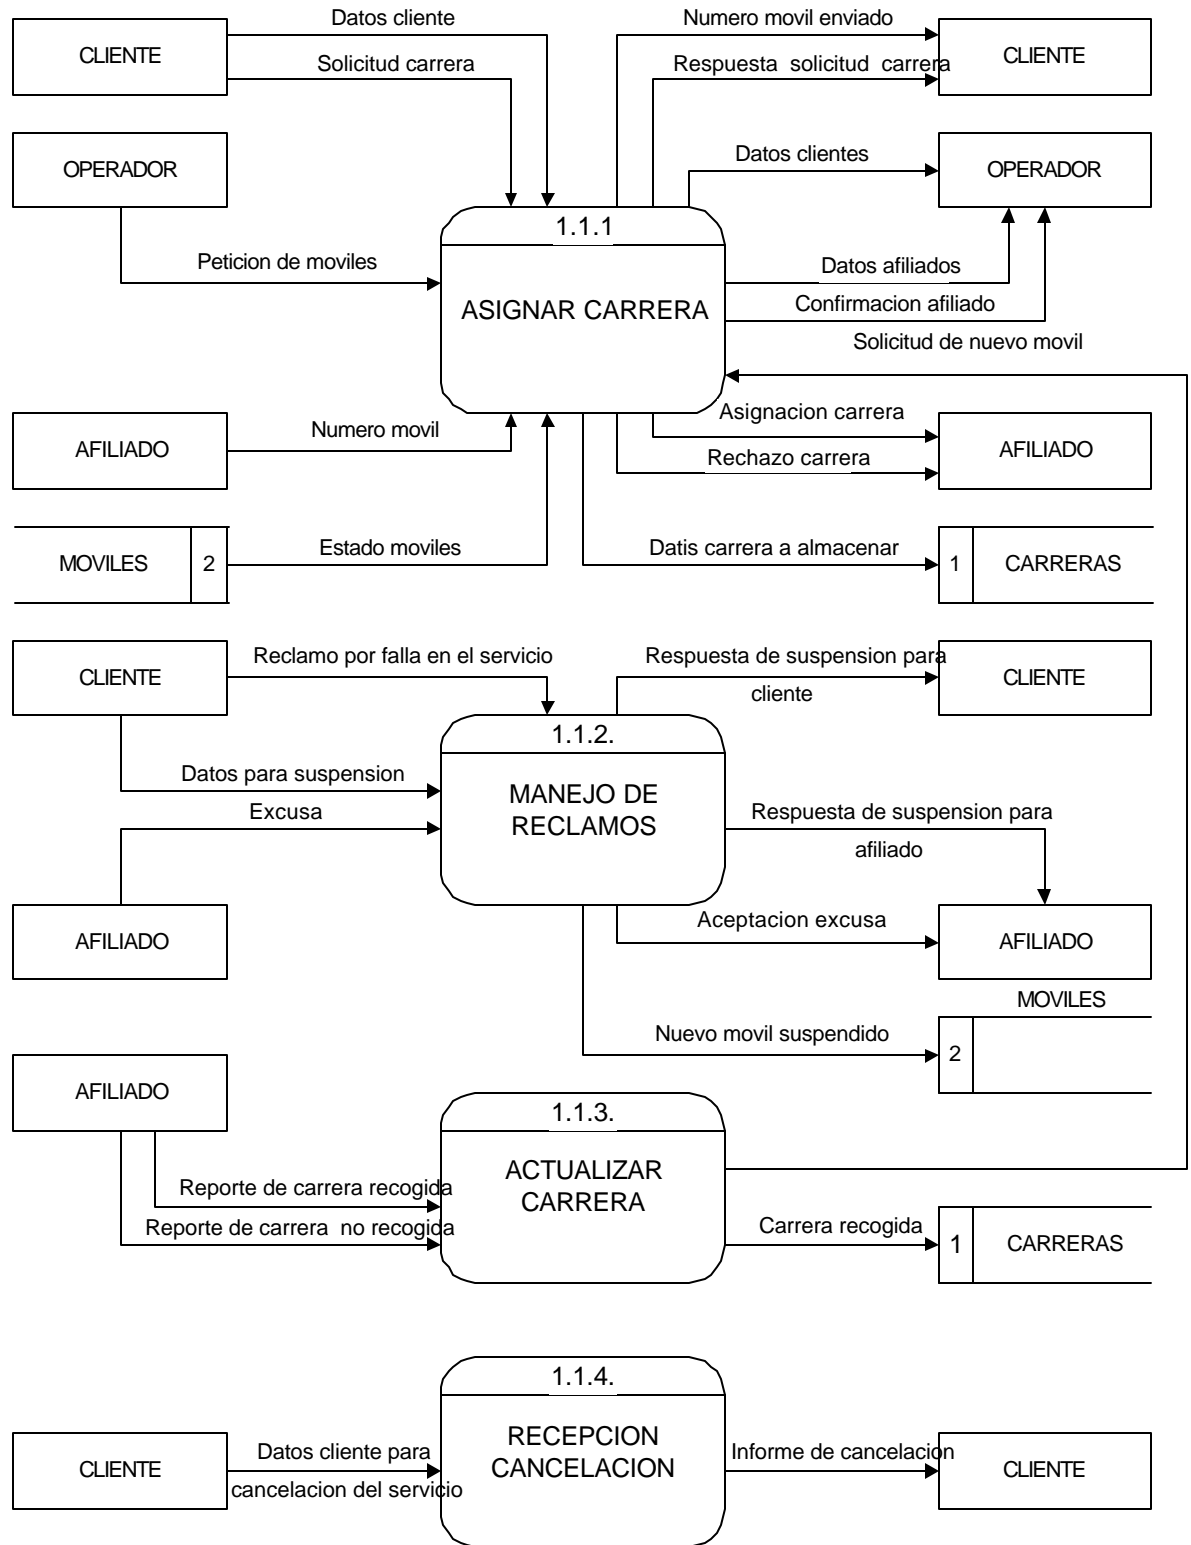 Datos cliente
Numero movil enviado
CLIENTE
Solicitud carrera
Respuesta solicitud carrera
CLIENTE
OPERADOR
Datos clientes
OPERADOR
1.1.1
Peticion de moviles
Datos afiliados
ASIGNAR CARRERA
Confirmacion afiliado
Solicitud de nuevo movil
AFILIADO
Numero movil
Asignacion carrera
Rechazo carrera
AFILIADO
MOVILES
2
Estado moviles
Datis carrera a almacenar
1
CARRERAS
CLIENTE
Reclamo por falla en el servicio
Respuesta de suspension para
cliente
CLIENTE
1.1.2.
Datos para suspension
MANEJO DE
RECLAMOS
Excusa
Respuesta de suspension para
afiliado
AFILIADO
Aceptacion excusa
AFILIADO
MOVILES
Nuevo movil suspendido
2
AFILIADO
1.1.3.
ACTUALIZAR
CARRERA
Reporte de carrera recogida
Reporte de carrera no recogida
Carrera recogida
1
CARRERAS
1.1.4.
RECEPCION
CANCELACION
CLIENTE
Datos cliente para
cancelacion del servicio
Informe de cancelacion
CLIENTE